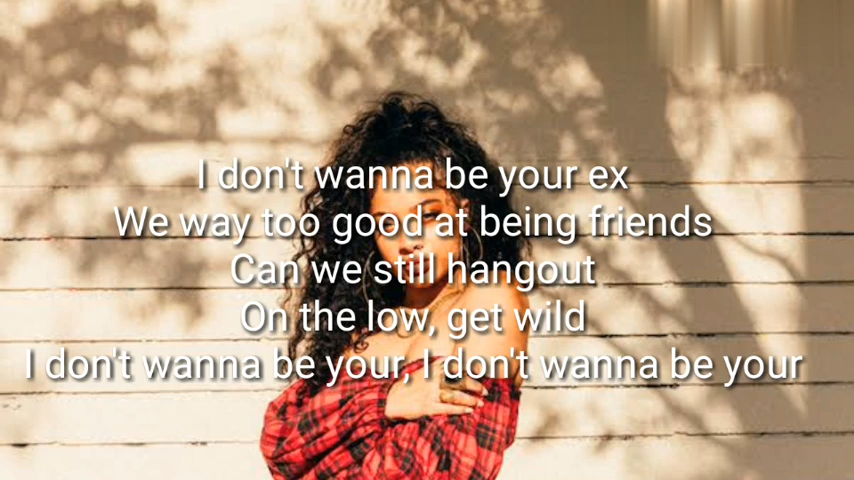 I don't wanna be your ex
We way too good at being friends
Can we still hangout
On the low, get wild
I don't wanna be your, I don't wanna be your